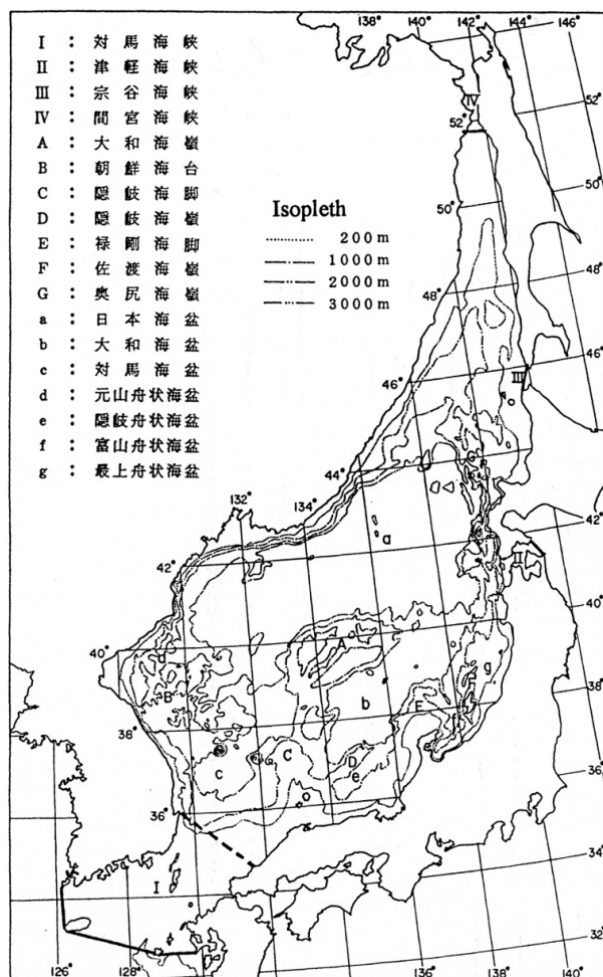 I : 対馬海峡
II : 津軽海峡
III : 宗谷海峡
IV : 間宮海峡
A : 大和海嶺
B : 朝鮮海台
C : 隠岐海脚
D : 隠岐海嶺
E : 禄剛海脚
F : 佐渡海嶺
G : 奥尻海嶺
a : 日本海盆
b : 大和海盆
c : 対馬海盆
d : 元山舟状海盆
e : 隠岐舟状海盆
f : 富山舟状海盆
g : 最上舟状海盆
Isopleth
200m
1000m
2000m
3000m
138° 140° 142° 144° 146°
IV
52° 52°
50° 50°
48° 48°
46° 46°
III
44° 44°
132° 134°
G
a
42° 42°
II
40° 40°
d
A
g
B
b
38° 38°
C
D
c
e
36° 36°
I
34°
32°
126° 128° 136° 138°